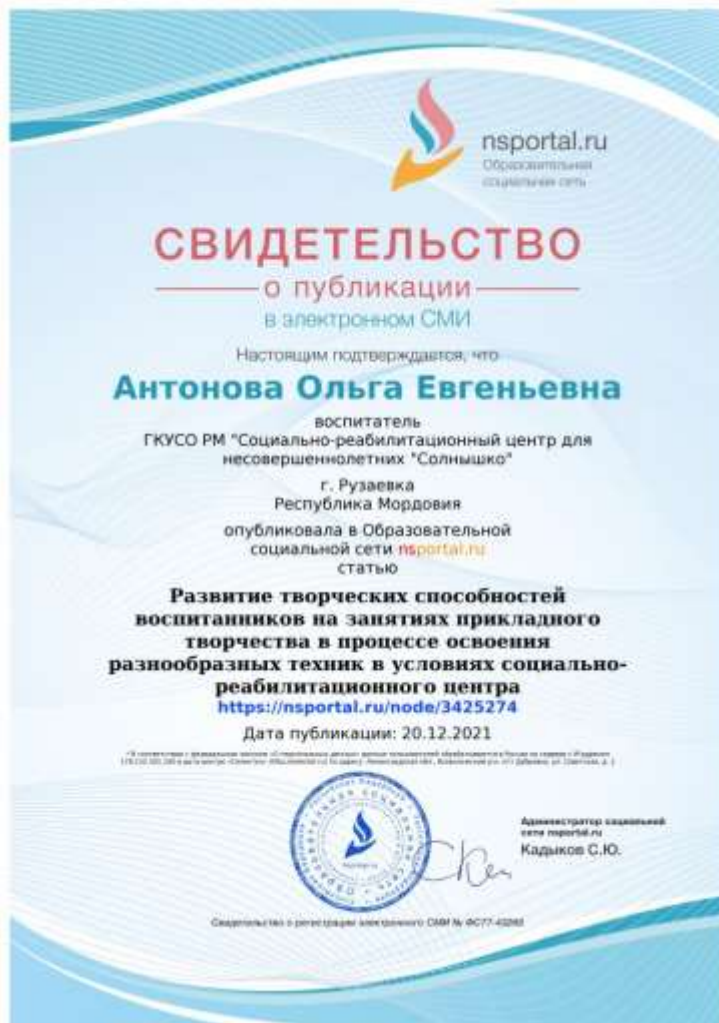 nsportal.ru
Образовательная
социальная сеть
СВИДЕТЕЛЬСТВО
о публикации
в электронном СМИ
Настоящим подтверждается, что
Антонова Ольга Евгеньевна
воспитатель
ГКУСО РМ "Социально-реабилитационный центр для
несовершеннолетних "Солнышко"
г. Рузаевка
Республика Мордовия
опубликовала в Образовательной
социальной сети nsportal.ru
статью
Развитие творческих способностей
воспитанников на занятиях прикладного
творчества в процессе освоения
разнообразных техник в условиях социально-
реабилитационного центра
https://nsportal.ru/node/3425274
Дата публикации: 20.12.2021
Администратор социальной
сети nsportal.ru
Кадыков С.Ю.
Свидетельство о регистрации электронного СМИ № ФС77-43268